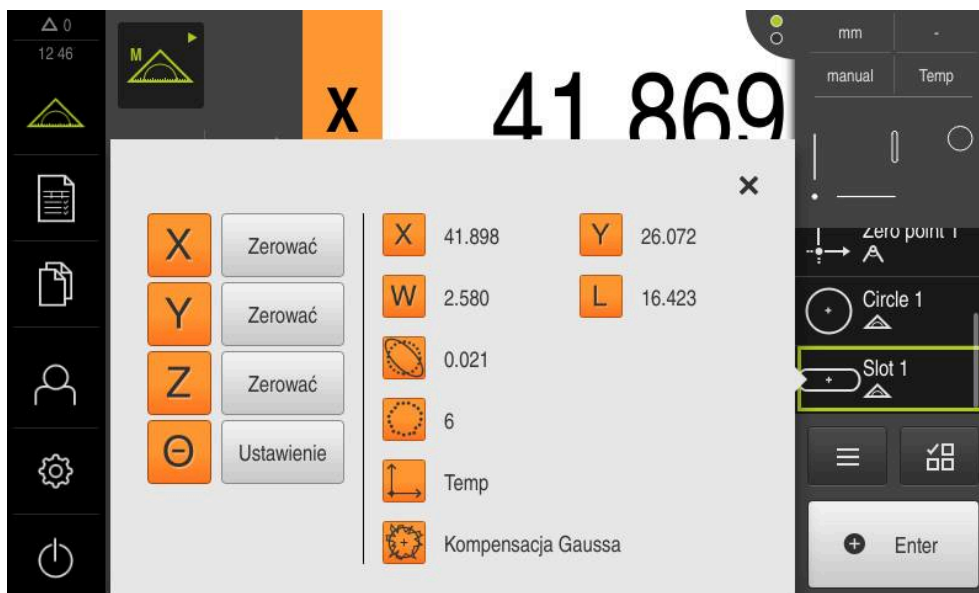 0
12 46
M
X
41.869
mm
-
manual
Temp
X
Zerować
Y
Zerować
Z
Zerować
Θ
Ustawienie
X 41.898
Y 26.072
W 2.580
L 16.423
0.021
6
Temp
Kompensacja Gaussa
Zero point 1
Circle 1
Slot 1
Enter